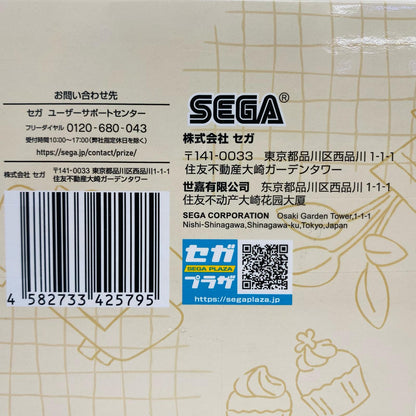 お問い合わせ先
セガ ユーザーサポートセンター
フリーダイヤル 0120-680-043
受付時間10:00～17:00(弊社指定休日を除く)
https://sega.jp/contact/prize/
株式会社 セガ
〒141-0033 東京都品川区西品川1-1-1
住友不動産大崎ガーデンタワー
4 582733 425795
SEGA®
株式会社 セガ
〒141-0033 東京都品川区西品川 1-1-1
住友不動産大崎ガーデンタワー
世嘉有限公司 东京都品川区西品川 1-1-1
住友不动产大崎花园大厦
SEGA CORPORATION Osaki Garden Tower,1-1-1
Nishi-Shinagawa,Shinagawa-ku,Tokyo,Japan
セガ
SEGA PLAZA
プラザ
https://segaplaza.jp/